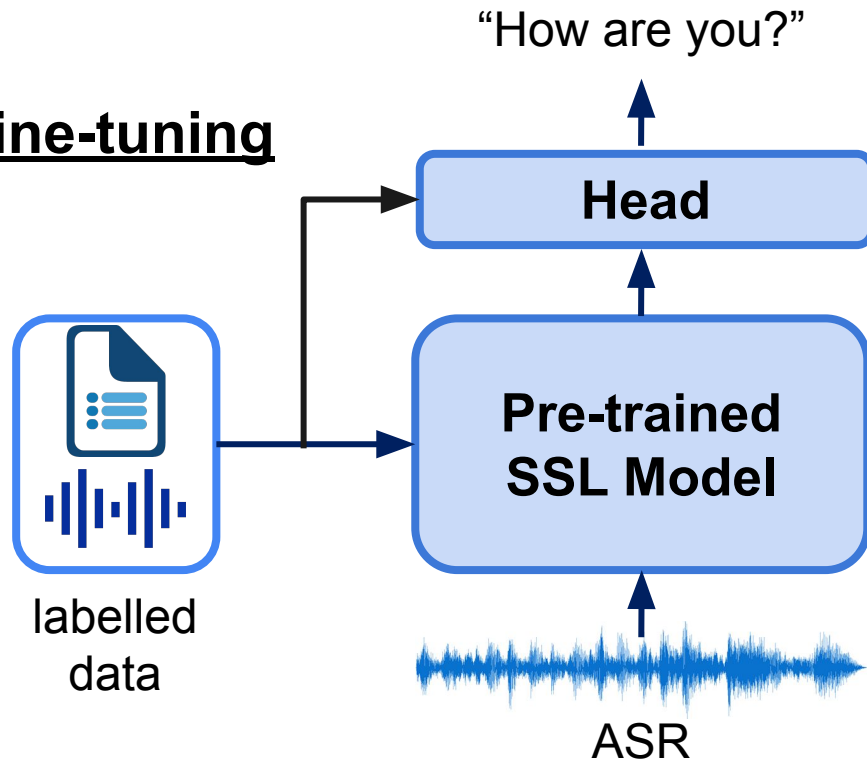 “How are you?”
ine-tuning
Head
Pre-trained
SSL Model
labelled
data
ASR